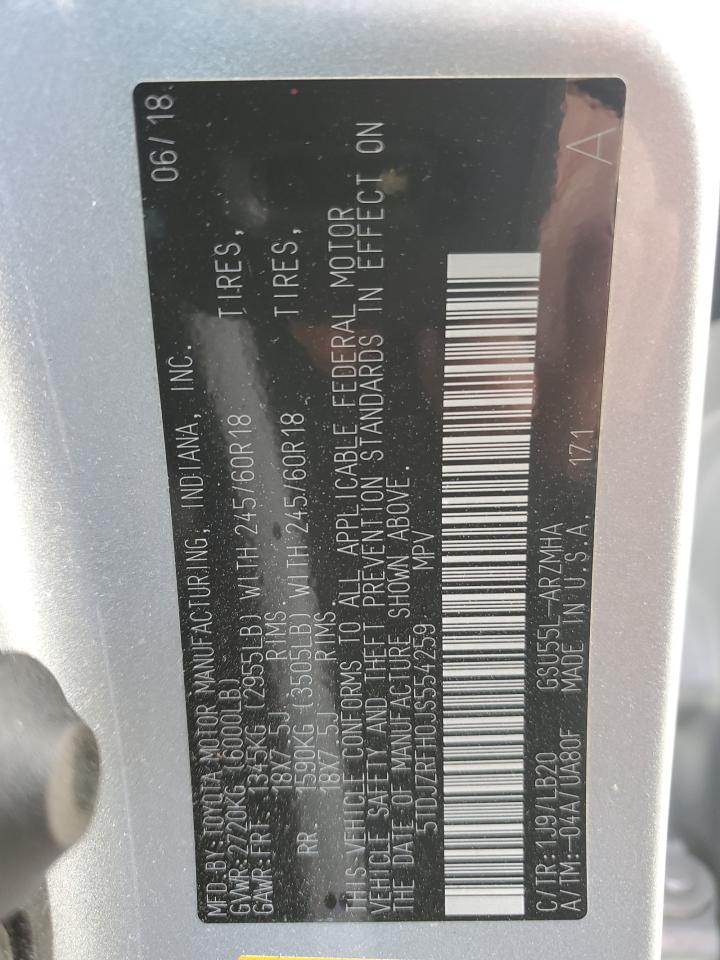 MFD.BY:TOYOTA MOTOR MANUFACTURING, INDIANA, INC. 06/18
GVWR:2720KG (6000LB)
GAWR:FRT. 1345KG (2955LB) WITH 245/60R18 TIRES,
18X7.5J RIMS.
RR. 1590KG (3505LB) WITH 245/60R18 TIRES,
18X7.5J RIMS.
THIS VEHICLE CONFORMS TO ALL APPLICABLE FEDERAL MOTOR
VEHICLE SAFETY AND THEFT PREVENTION STANDARDS IN EFFECT ON
THE DATE OF MANUFACTURE SHOWN ABOVE.
5TDJZRFH0JS554259 MPV
C/TR:1J9/LB20 GSU55L-ARZMHA
A/TM:-04A/UA80F MADE IN U.S.A. 171
A